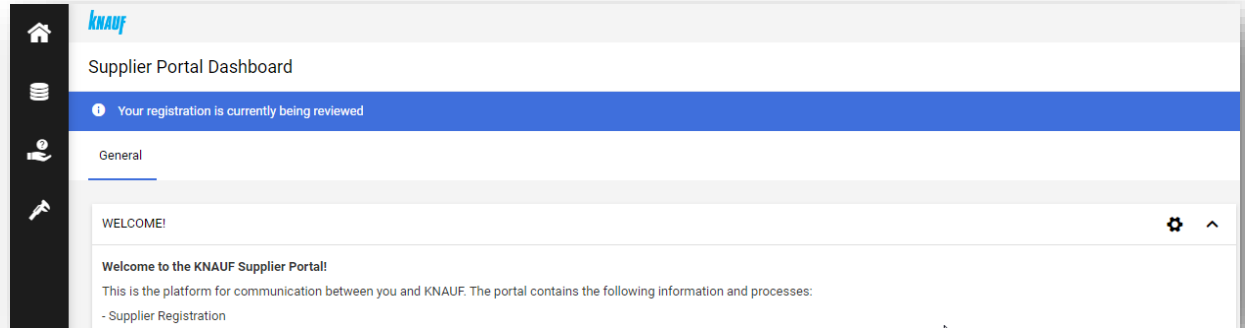 KNAUF
Supplier Portal Dashboard
Your registration is currently being reviewed
General
WELCOME!
Welcome to the KNAUF Supplier Portal!
This is the platform for communication between you and KNAUF. The portal contains the following information and processes:
- Supplier Registration